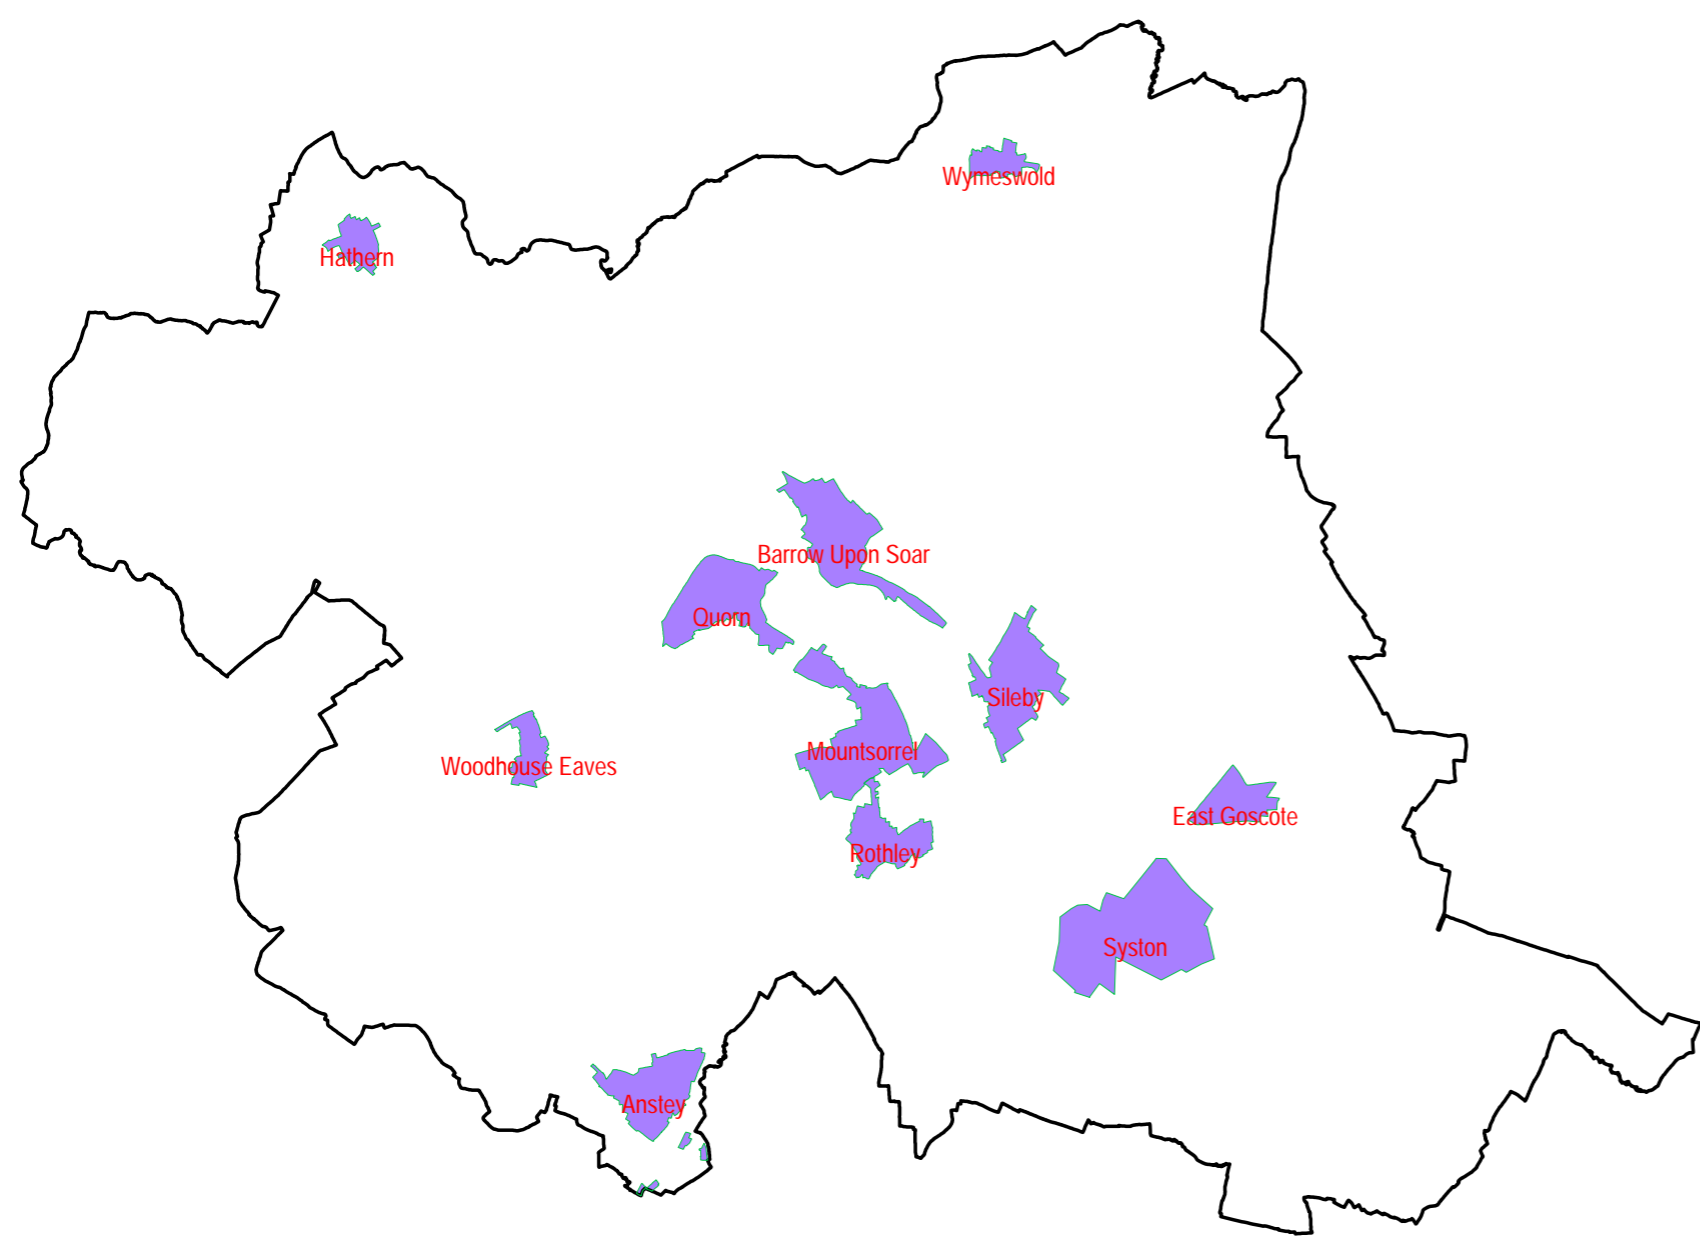 Wymeswold
Hathern
Barrow Upon Soar
Quorn
Sileby
Mountsorrel
Woodhouse Eaves
East Goscote
Rothley
Syston
Anstey